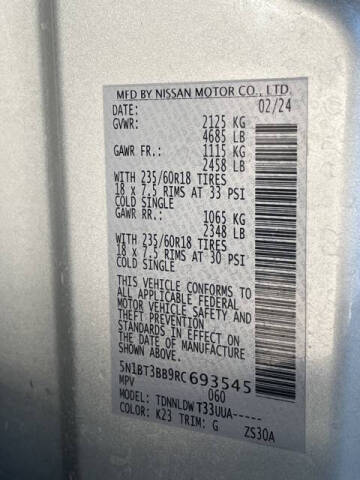 MFD BY NISSAN MOTOR CO., LTD.
DATE: 02/24
GVWR: 2125 KG
4685 LB
GAWR FR.: 1115 KG
2458 LB
WITH 235/60R18 TIRES
18 x 7.5 RIMS AT 33 PSI
COLD SINGLE
GAWR RR.: 1065 KG
2348 LB
WITH 235/60R18 TIRES
18 x 7.5 RIMS AT 30 PSI
COLD SINGLE
THIS VEHICLE CONFORMS TO
ALL APPLICABLE FEDERAL
MOTOR VEHICLE SAFETY AND
THEFT PREVENTION
STANDARDS IN EFFECT ON
THE DATE OF MANUFACTURE
SHOWN ABOVE.
5N1BT3BB9RC693545
MPV 060
MODEL: TDNNLDWT33UUA-----
COLOR: K23 TRIM: G ZS30A